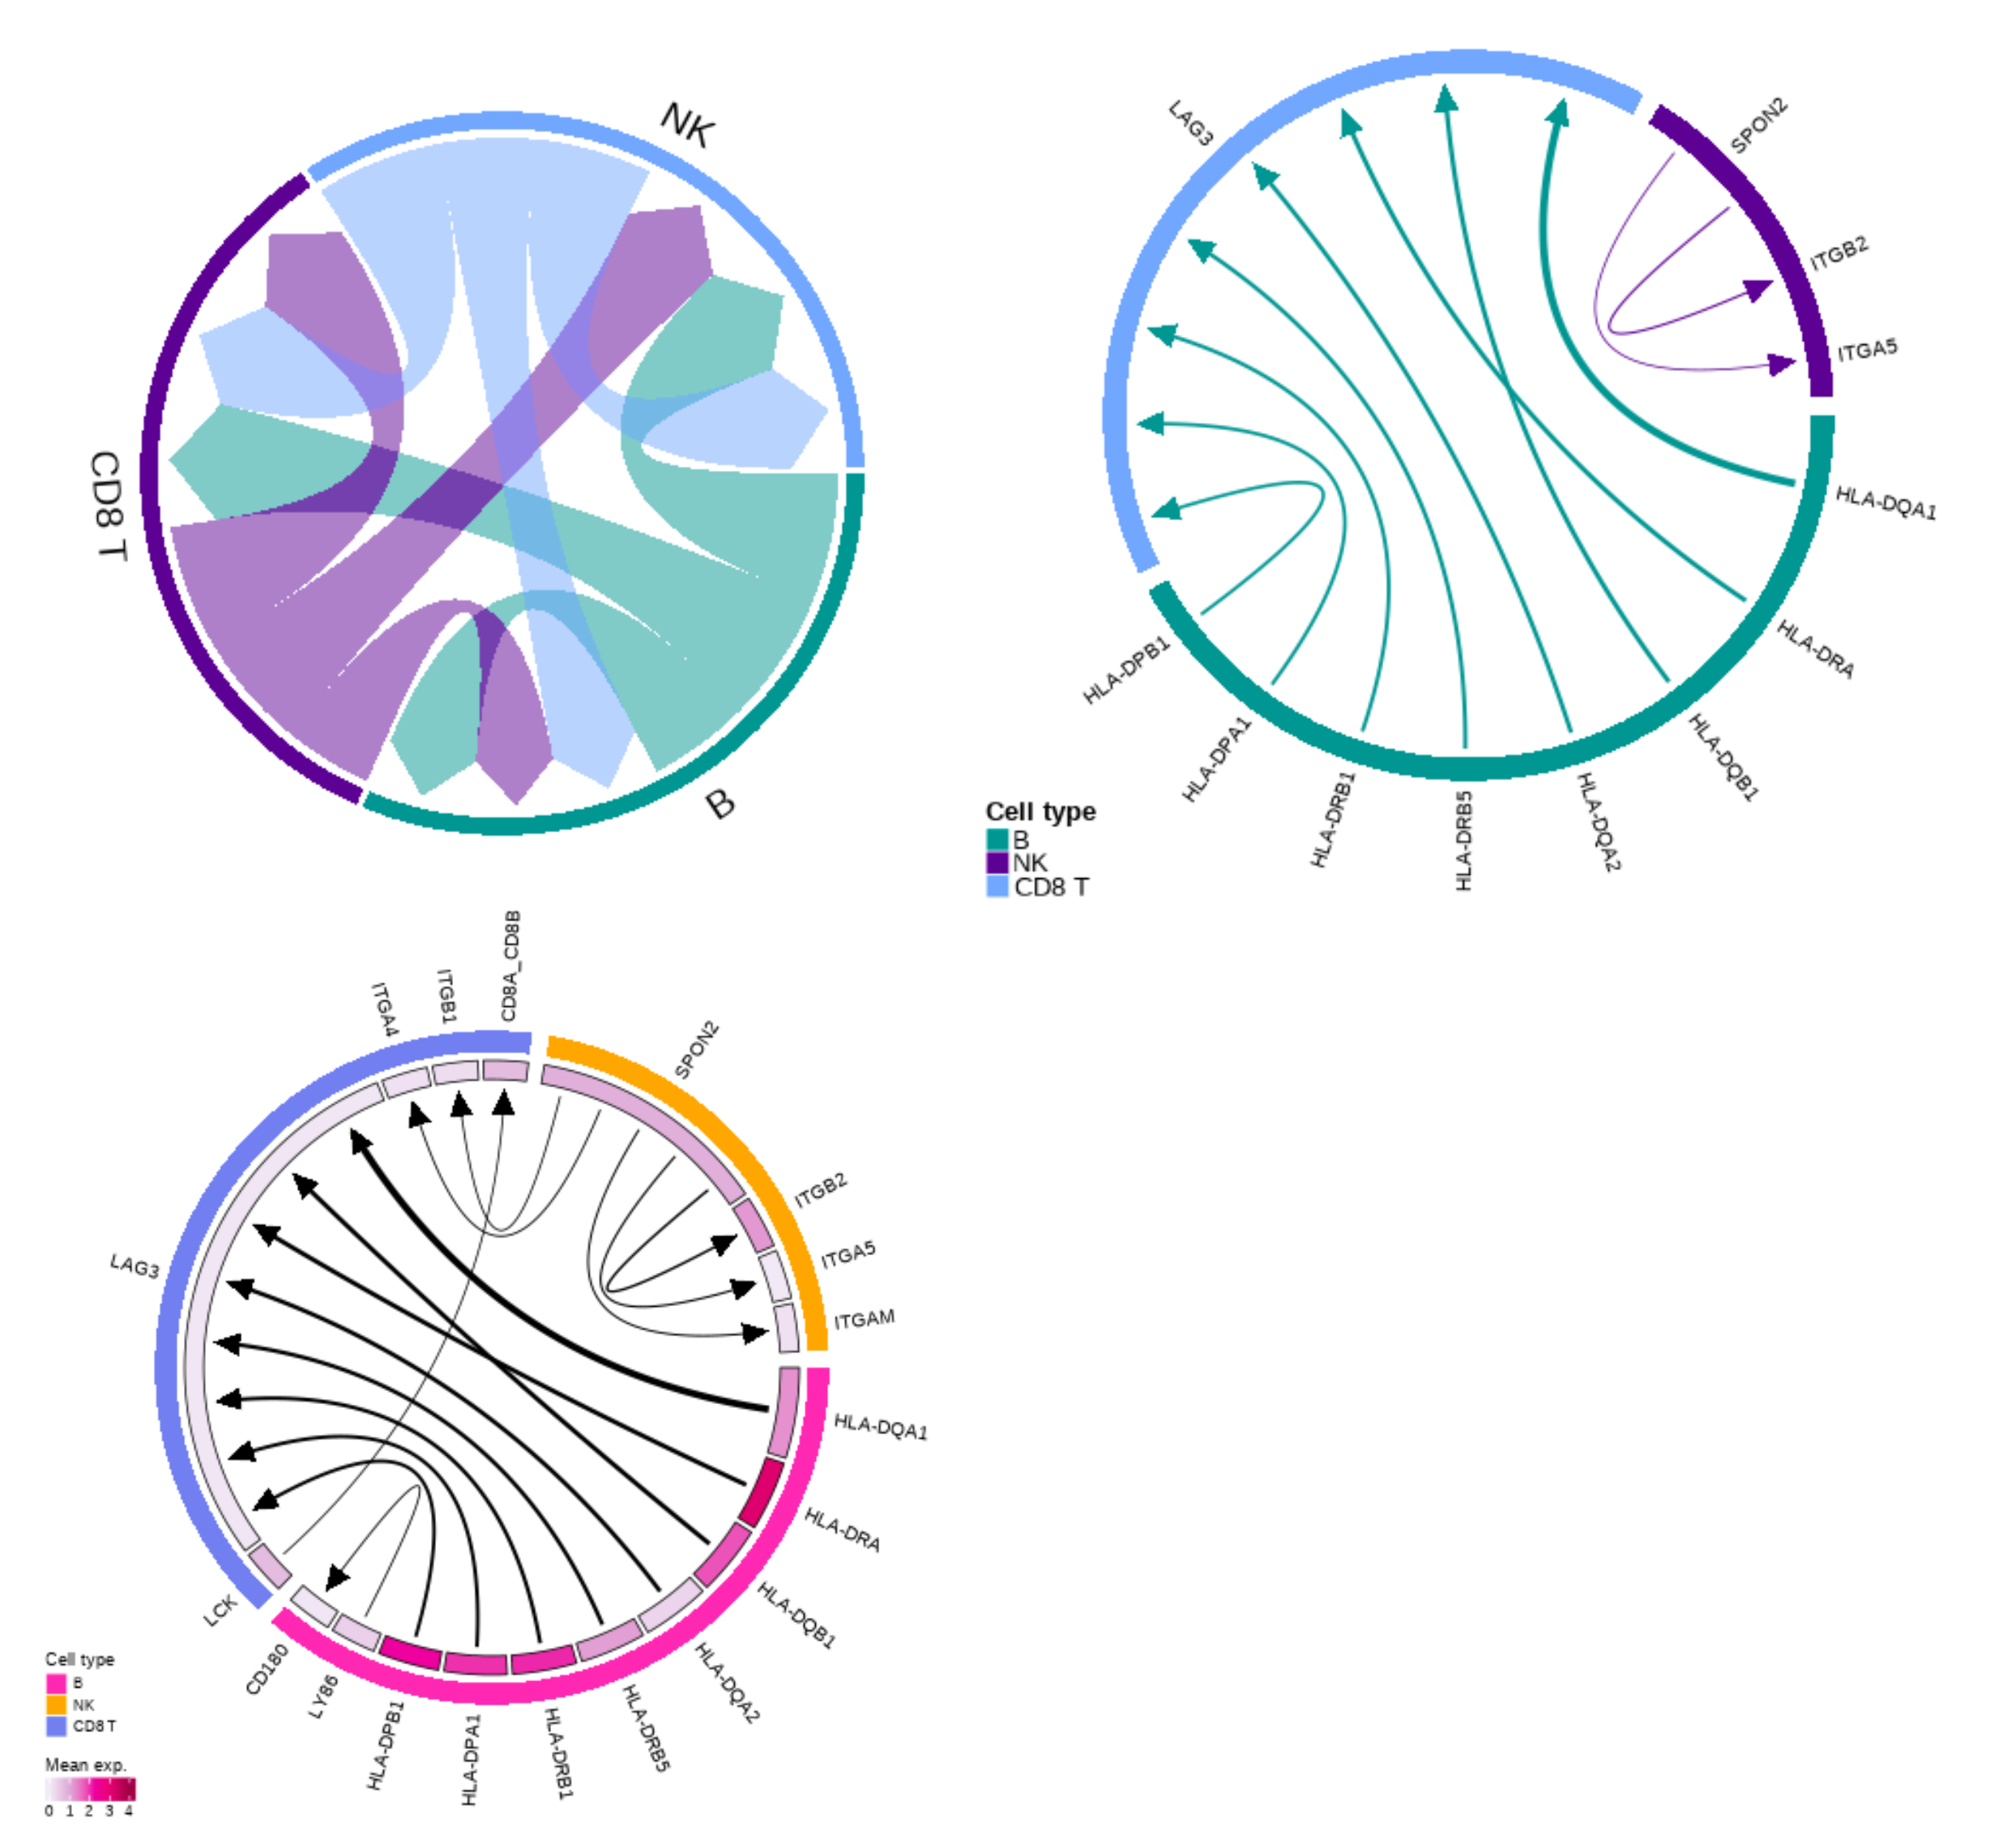 NK
CD8 T
B
LAG3
SPON2
ITGB2
ITGA5
HLA-DQA1
HLA-DRA
HLA-DQB1
HLA-DQA2
HLA-DRB5
HLA-DRB1
HLA-DPA1
HLA-DPB1
Cell type
B
NK
CD8 T
CD8A_CD8B
ITGB1
ITGA4
SPON2
ITGB2
ITGA5
ITGAM
HLA-DQA1
HLA-DRA
HLA-DQB1
HLA-DQA2
HLA-DRB5
HLA-DRB1
HLA-DPA1
HLA-DPB1
LY86
CD180
LCK
LAG3
Cell type
B
NK
CD8 T
Mean exp.
0 1 2 3 4